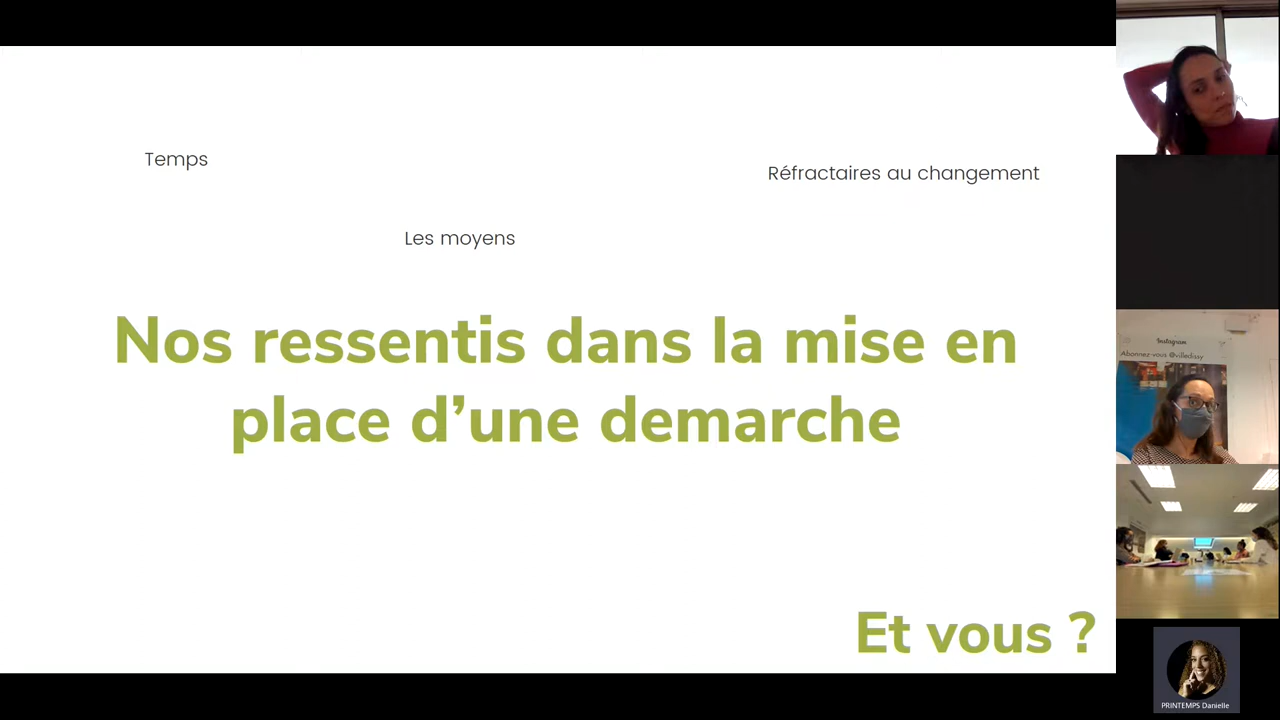 Temps
Réfractaires au changement
Les moyens
Nos ressentis dans la mise en
place d’une demarche
Et vous ?
Instagram
Abonnez-vous @villedissy
PRINTEMPS Danielle